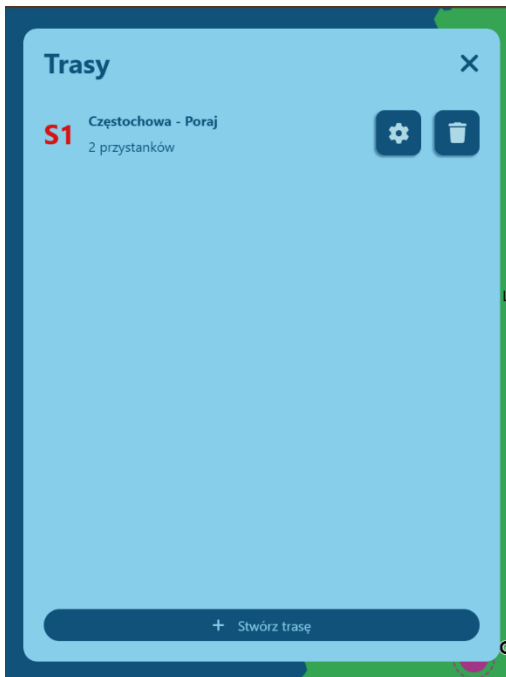 Trasy
S1
Częstochowa - Poraj
2 przystanków
+ Stwórz trasę